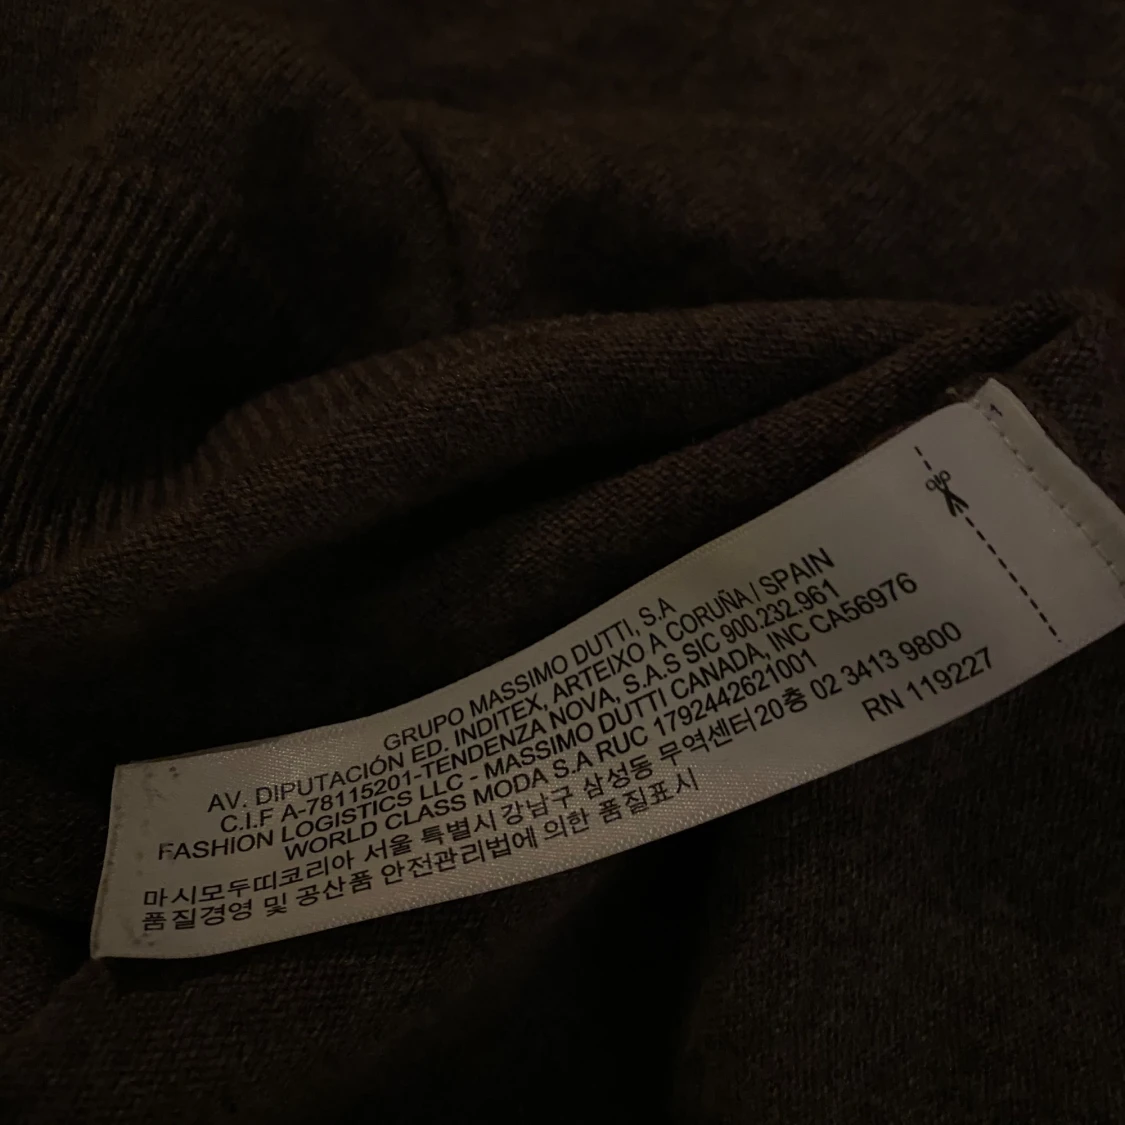 GRUPO MASSIMO DUTTI, S.A
AV. DIPUTACIÓN ED. INDITEX, ARTEIXO A CORUÑA / SPAIN
C.I.F A-78115201-TENDENZA NOVA, S.A.S SIC 900.232.961
FASHION LOGISTICS LLC - MASSIMO DUTTI CANADA, INC CA56976
WORLD CLASS MODA S.A RUC 1792442621001
마시모두띠코리아 서울 특별시강남구 삼성동 무역센터20층 02 3413 9800
품질경영 및 공산품 안전관리법에 의한 품질표시
RN 119227
1